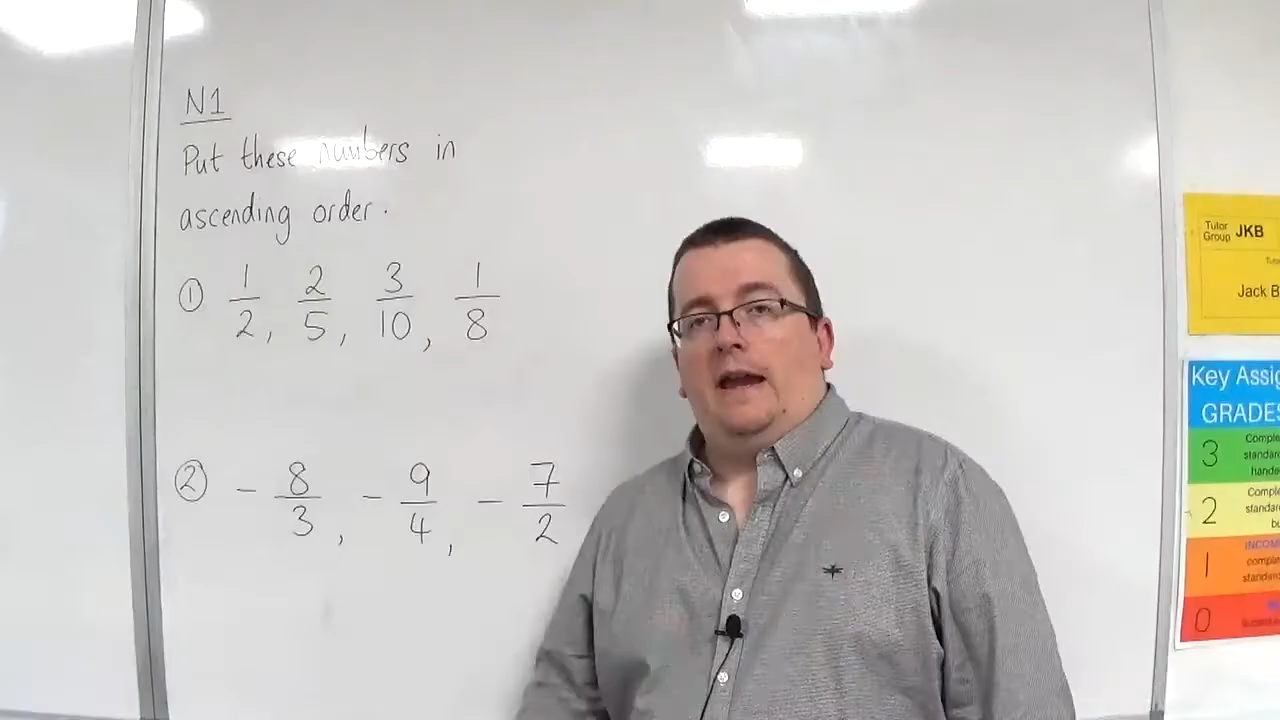 N1
Put these numbers in
ascending order.
① 1/2, 2/5, 3/10, 1/8
② - 8/3, - 9/4, - 7/2
Tutor Group JKB
Jack B
Key Assig
GRADES
3
2
1
0